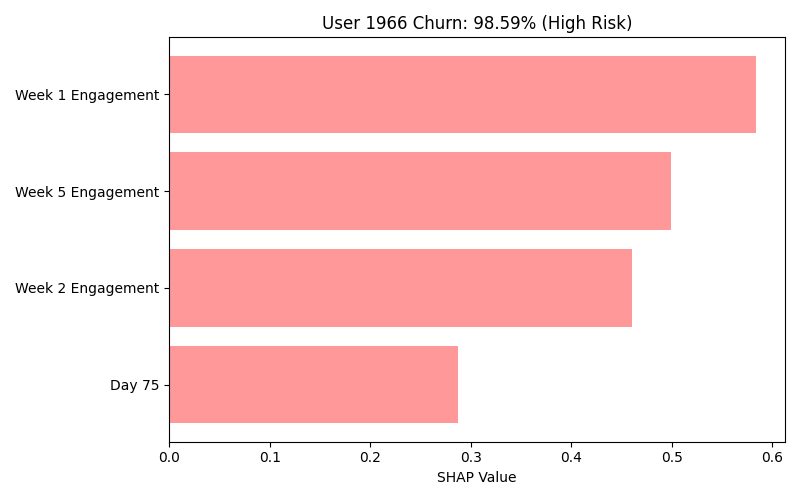 User 1966 Churn: 98.59% (High Risk)
Week 1 Engagement
Week 5 Engagement
Week 2 Engagement
Day 75
0.0 0.1 0.2 0.3 0.4 0.5 0.6
SHAP Value